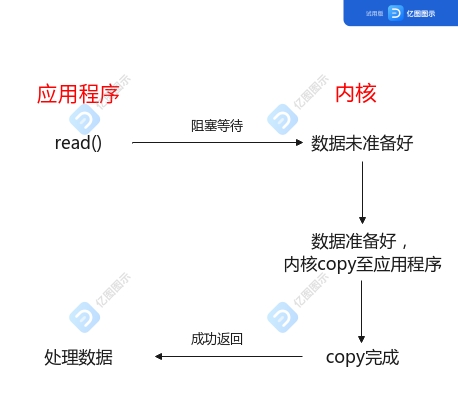 试用版 亿图图示
应用程序 内核
亿图图示 亿图图示
read() 阻塞等待 数据未准备好
数据准备好，
内核copy至应用程序
亿图图示 亿图图示
处理数据 成功返回 copy完成